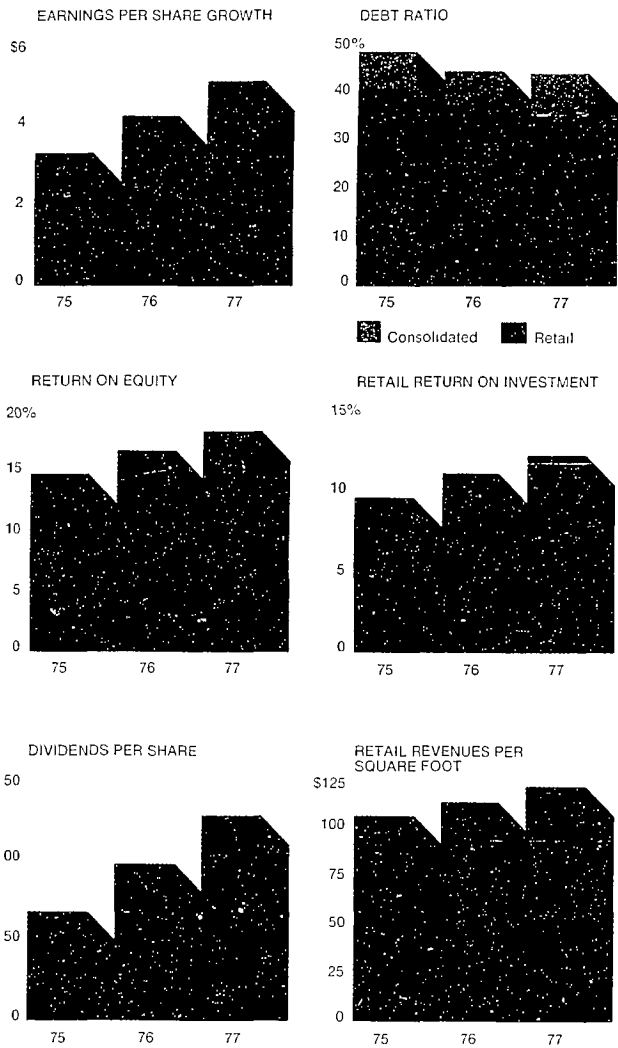 EARNINGS PER SHARE GROWTH
$6
4
2
0
75 76 77
DEBT RATIO
50%
40
30
20
10
0
75 76 77
Consolidated Retail
RETURN ON EQUITY
20%
15
10
5
0
75 76 77
RETAIL RETURN ON INVESTMENT
15%
10
5
0
75 76 77
DIVIDENDS PER SHARE
50
00
50
0
75 76 77
RETAIL REVENUES PER
SQUARE FOOT
$125
100
75
50
25
0
75 76 77